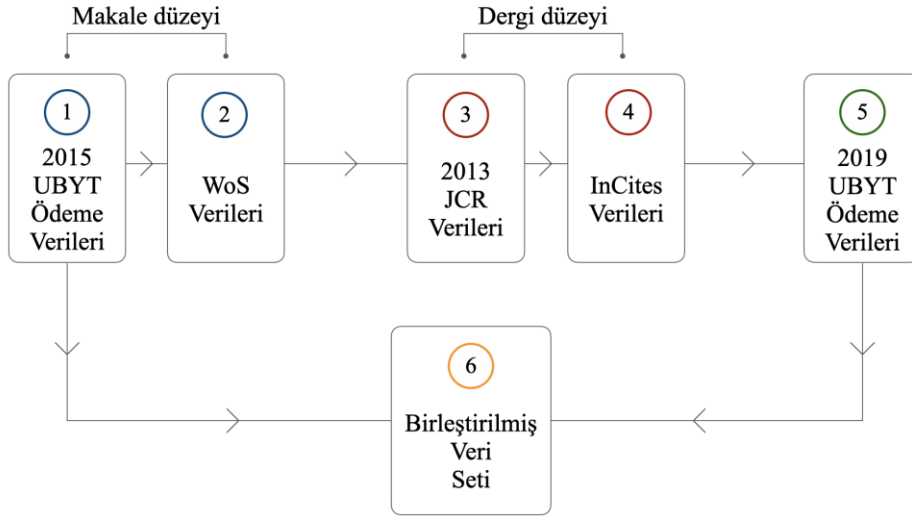 Makale düzeyi
Dergi düzeyi
1
2015
UBYT
Ödeme
Verileri
2
WoS
Verileri
3
2013
JCR
Verileri
4
InCites
Verileri
5
2019
UBYT
Ödeme
Verileri
6
Birleştirilmiş
Veri
Seti